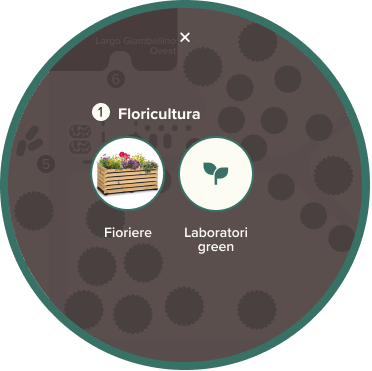 Largo Giambellino
Ovest
×
6
1 Floricultura
5
Fioriere
Laboratori
green